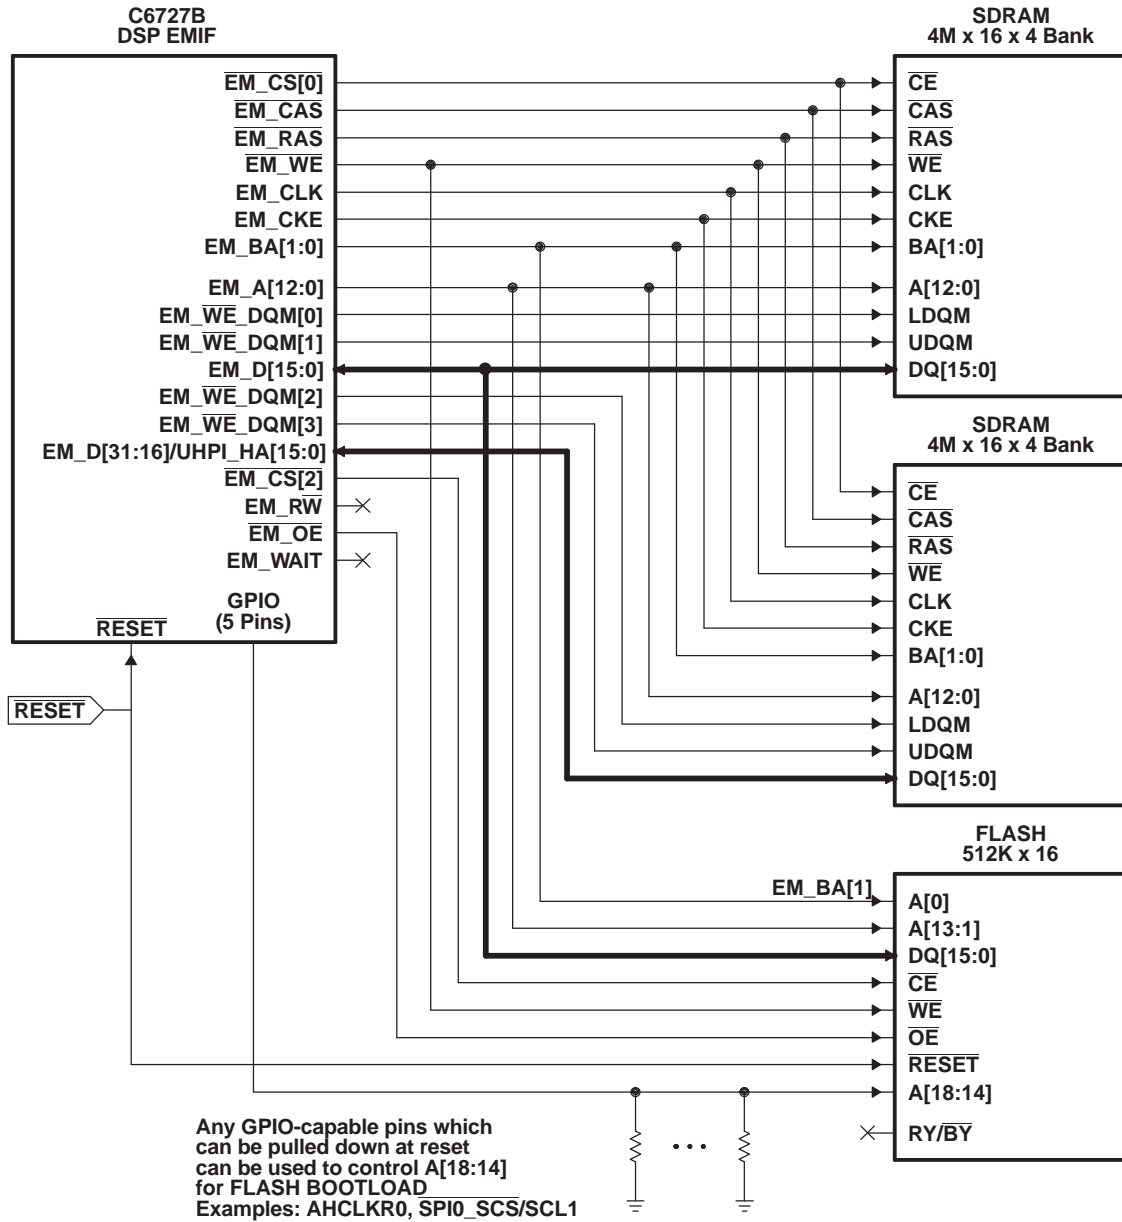 C6727B
DSP EMIF
EM_CS[0]
EM_CAS
EM_RAS
EM_WE
EM_CLK
EM_CKE
EM_BA[1:0]
EM_A[12:0]
EM_WE_DQM[0]
EM_WE_DQM[1]
EM_D[15:0]
EM_WE_DQM[2]
EM_WE_DQM[3]
EM_D[31:16]/UHPI_HA[15:0]
EM_CS[2]
EM_RW
EM_OE
EM_WAIT
GPIO
(5 Pins)
RESET
RESET
SDRAM
4M x 16 x 4 Bank
CE
CAS
RAS
WE
CLK
CKE
BA[1:0]
A[12:0]
LDQM
UDQM
DQ[15:0]
SDRAM
4M x 16 x 4 Bank
CE
CAS
RAS
WE
CLK
CKE
BA[1:0]
A[12:0]
LDQM
UDQM
DQ[15:0]
FLASH
512K x 16
EM_BA[1]
A[0]
A[13:1]
DQ[15:0]
CE
WE
OE
RESET
A[18:14]
RY/BY
Any GPIO-capable pins which
can be pulled down at reset
can be used to control A[18:14]
for FLASH BOOTLOAD
Examples: AHCLKR0, SPI0_SCS/SCL1